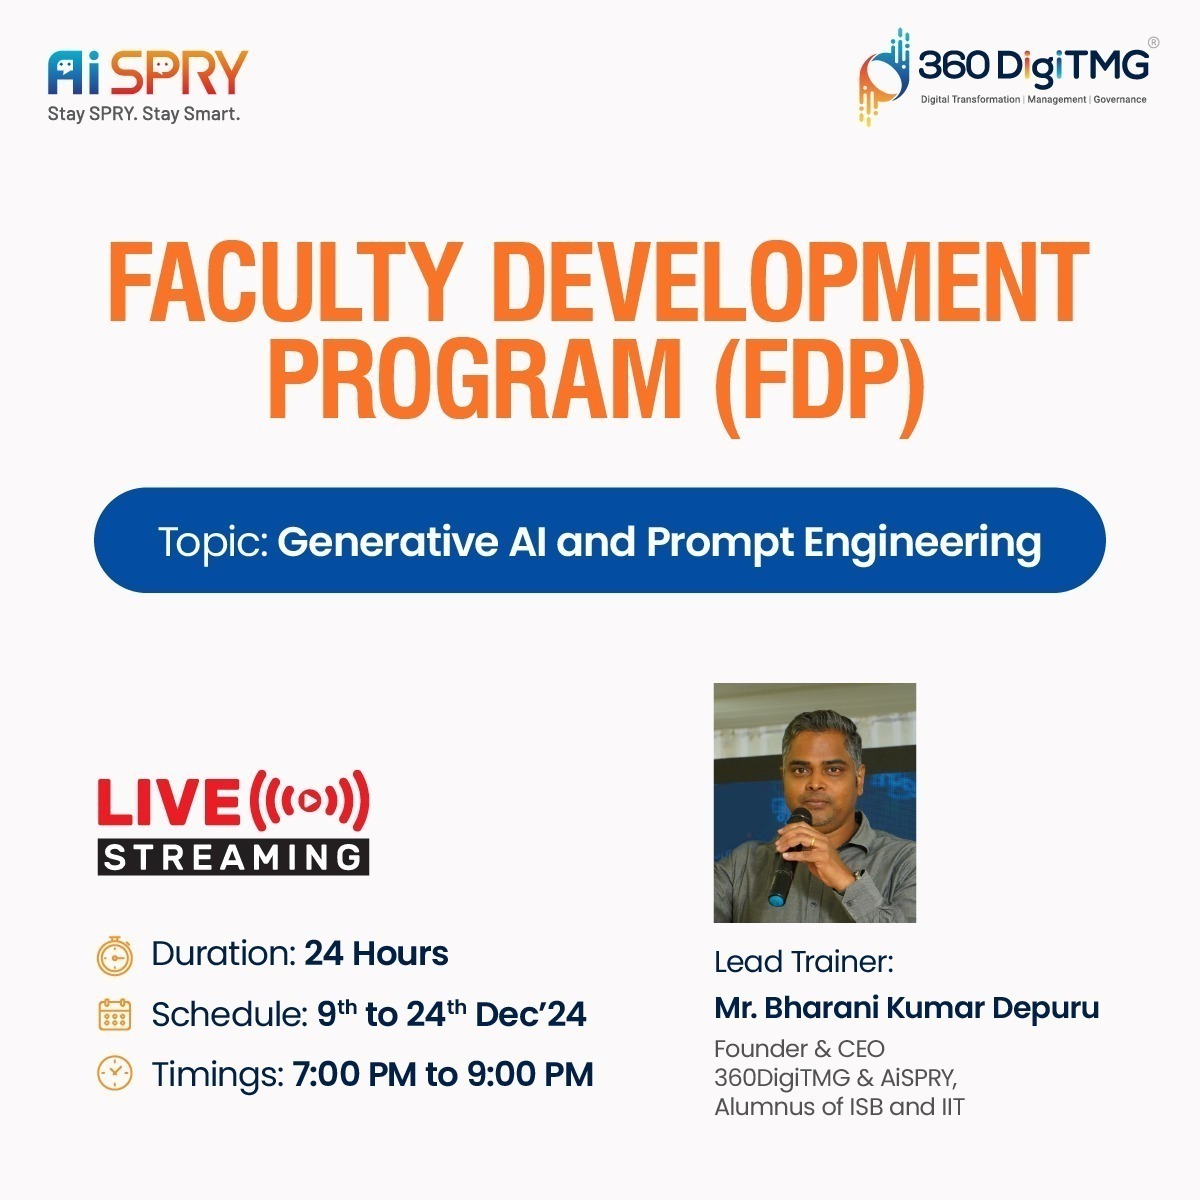 Ai SPRY
Stay SPRY. Stay Smart.
360 DigiTMG®
Digital Transformation | Management | Governance
FACULTY DEVELOPMENT
PROGRAM (FDP)
Topic: Generative AI and Prompt Engineering
LIVE
STREAMING
Duration: 24 Hours
Schedule: 9th to 24th Dec’24
Timings: 7:00 PM to 9:00 PM
Lead Trainer:
Mr. Bharani Kumar Depuru
Founder & CEO
360DigiTMG & AiSPRY,
Alumnus of ISB and IIT